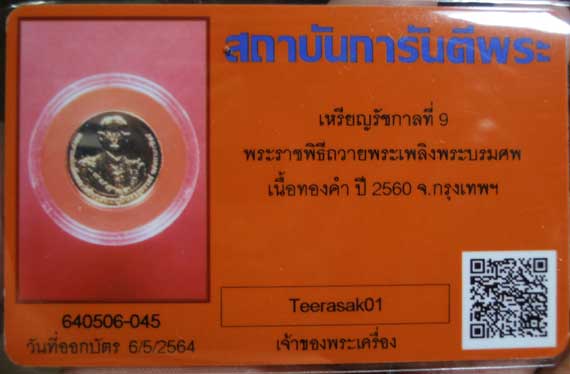 สถาบันการันตีพระ
เหรียญรัชกาลที่ 9
พระราชพิธีถวายพระเพลิงพระบรมศพ
เนื้อทองคำ ปี 2560 จ.กรุงเทพฯ
Teerasak01
เจ้าของพระเครื่อง
640506-045
วันที่ออกบัตร 6/5/2564